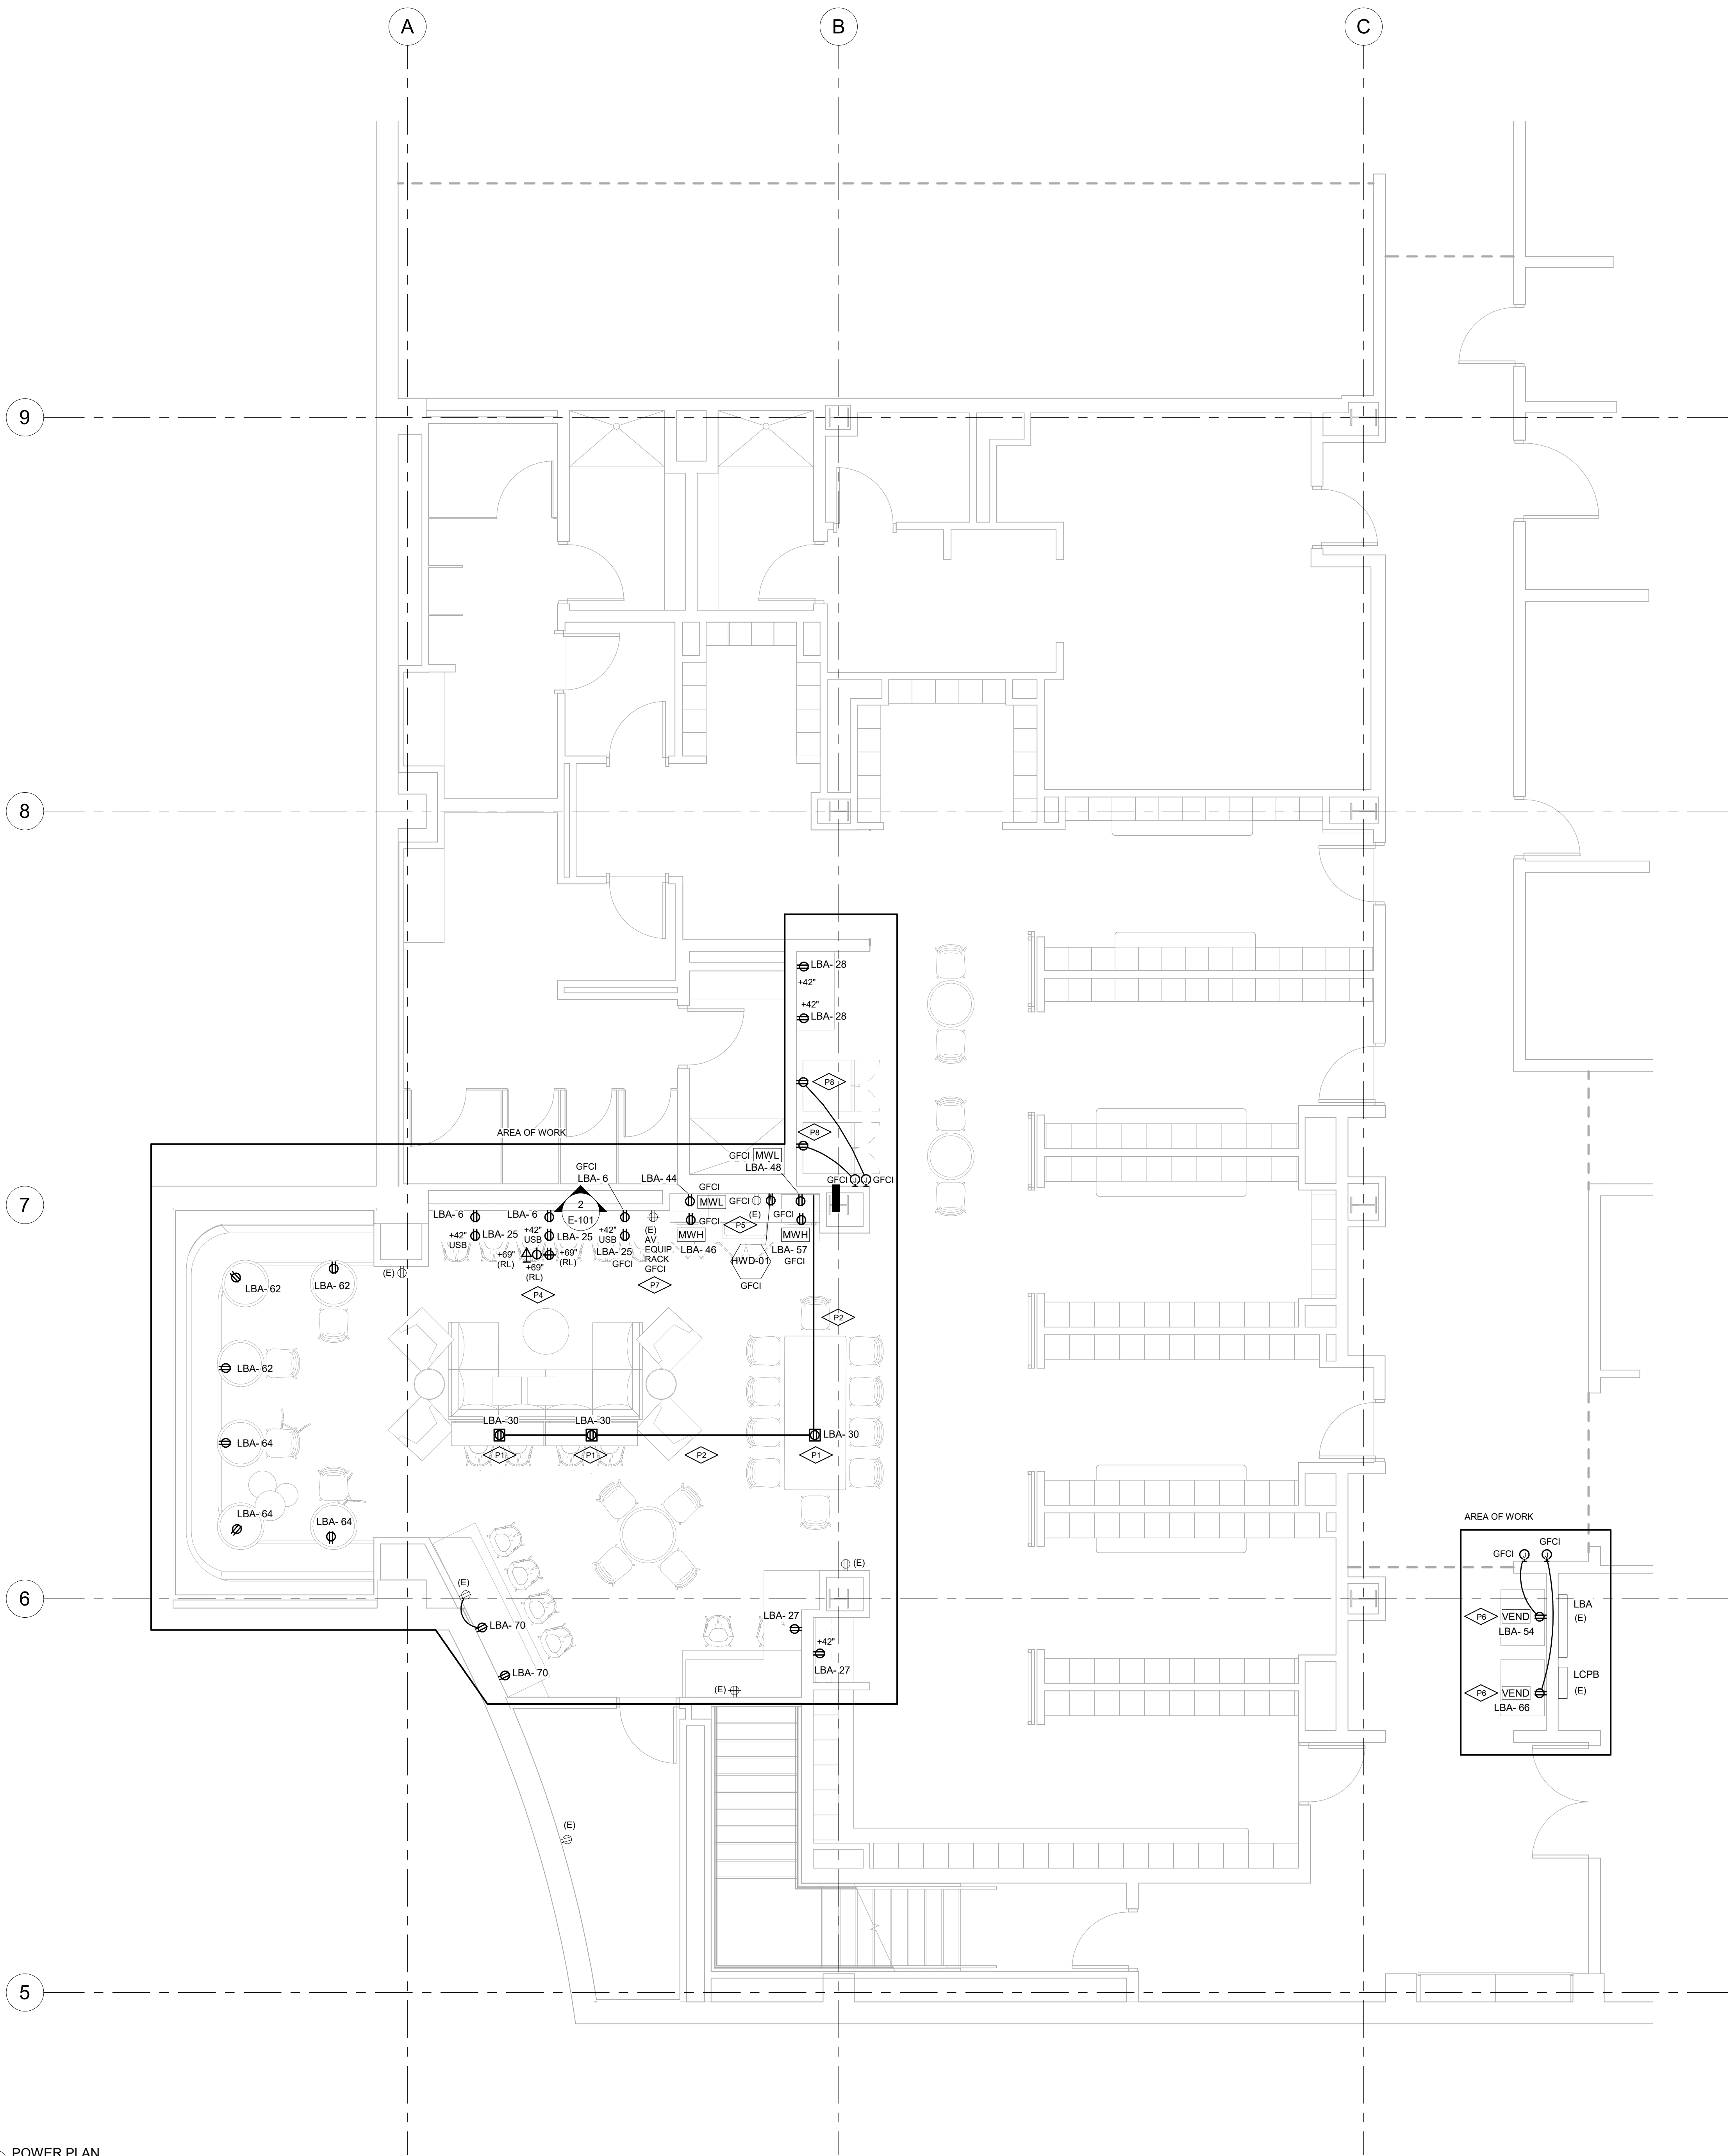 A
B
C
9
8
LBA- 28
+42"
+42"
LBA- 28
P8
AREA OF WORK
P8
GFCI
MWL
LBA- 48
GFCI
LBA- 6
LBA- 44
GFCI
GFCI
J
J
GFCI
7
2
E-101
MWL
GFCI
(E)
GFCI
LBA- 6
LBA- 6
GFCI
P5
+42"
USB
LBA- 25
+42"
USB
LBA- 25
+42"
USB
LBA- 25
GFCI
(E)
AV
EQUIP.
RACK
GFCI
MWH
LBA- 46
MWH
LBA- 57
GFCI
+69"
(RL)
+69"
(RL)
+69"
(RL)
HWD-01
GFCI
(E)
P4
P7
LBA- 62
LBA- 62
P2
LBA- 62
LBA- 30
LBA- 30
LBA- 30
LBA- 64
P1
P1
P2
P1
LBA- 64
LBA- 64
AREA OF WORK
GFCI
GFCI
J
J
(E)
(E)
6
LBA- 70
LBA- 27
+42"
LBA- 27
LBA
(E)
P6
VEND
LBA- 54
LBA- 70
(E)
LCPB
(E)
P6
VEND
LBA- 66
(E)
5
POWER PLAN